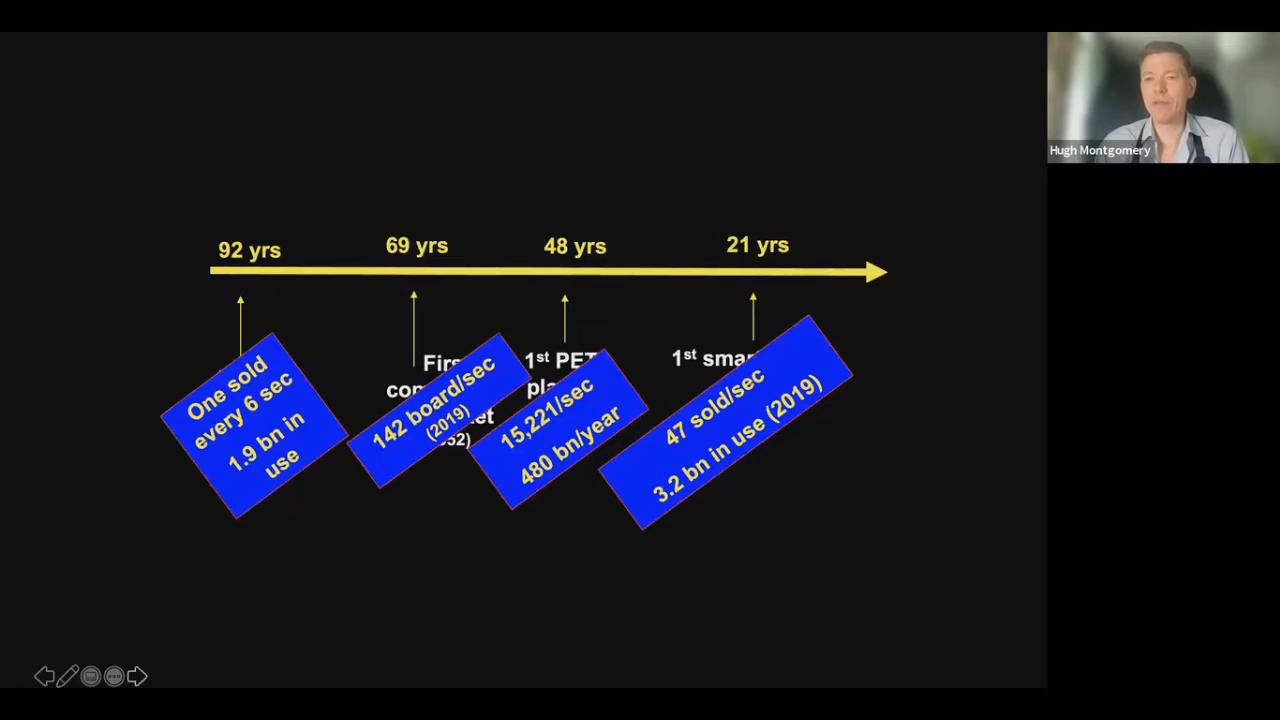 92 yrs
69 yrs
48 yrs
21 yrs
One sold
every 6 sec
1.9 bn in
use
142 board/sec
(2019)
1st PET
15,221/sec
480 bn/year
1st
47 sold/sec
3.2 bn in use (2019)
Hugh Montgomery